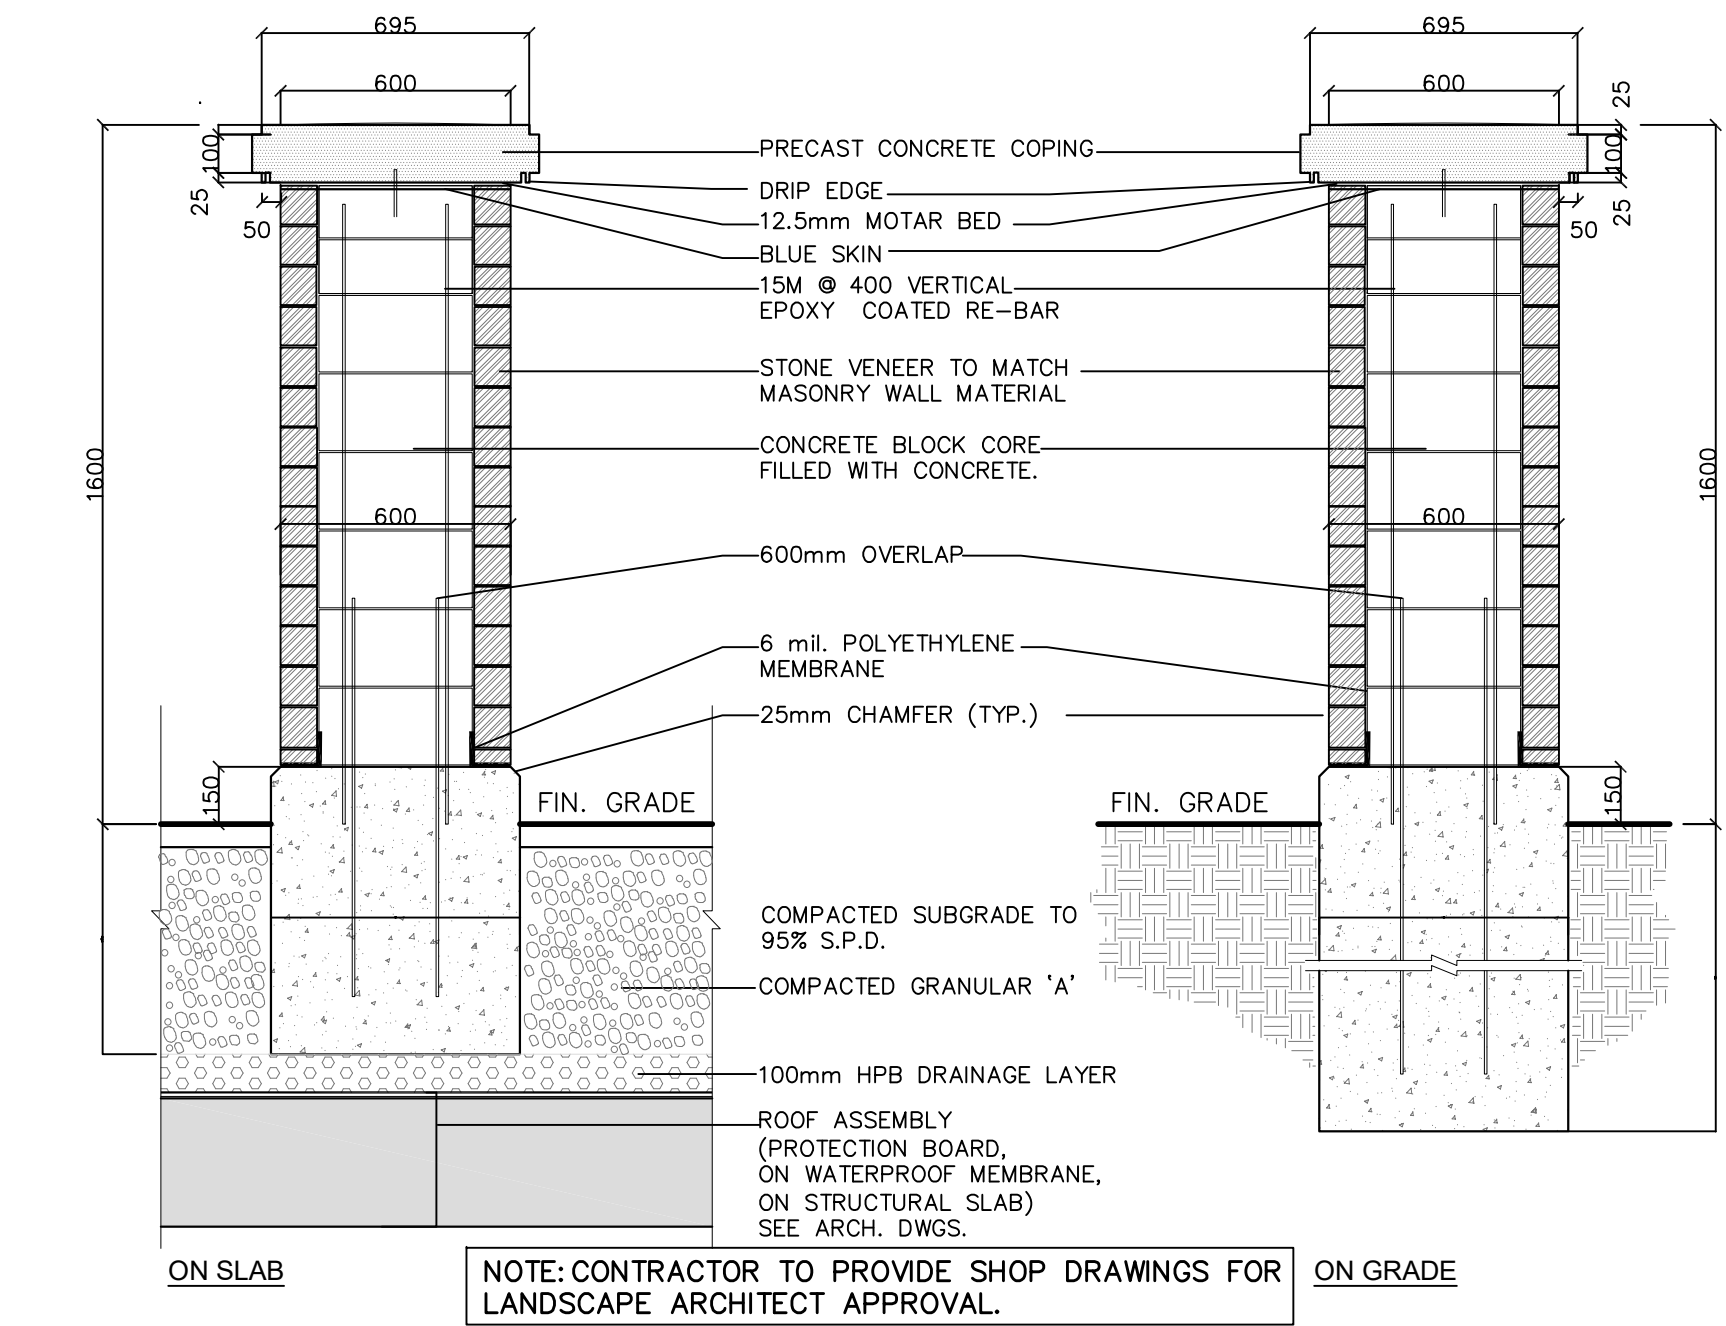 695
695
600
600
25
100
100
PRECAST CONCRETE COPING
DRIP EDGE
25
25
12.5mm MOTAR BED
50
50
BLUE SKIN
15M @ 400 VERTICAL
EPOXY COATED RE-BAR
STONE VENEER TO MATCH
MASONRY WALL MATERIAL
CONCRETE BLOCK CORE
FILLED WITH CONCRETE.
1600
1600
600
600
600mm OVERLAP
6 mil. POLYETHYLENE
MEMBRANE
25mm CHAMFER (TYP.)
150
150
FIN. GRADE
FIN. GRADE
COMPACTED SUBGRADE TO
95% S.P.D.
COMPACTED GRANULAR 'A'
100mm HPB DRAINAGE LAYER
ROOF ASSEMBLY
(PROTECTION BOARD,
ON WATERPROOF MEMBRANE,
ON STRUCTURAL SLAB)
SEE ARCH. DWGS.
ON SLAB
ON GRADE
NOTE: CONTRACTOR TO PROVIDE SHOP DRAWINGS FOR
LANDSCAPE ARCHITECT APPROVAL.